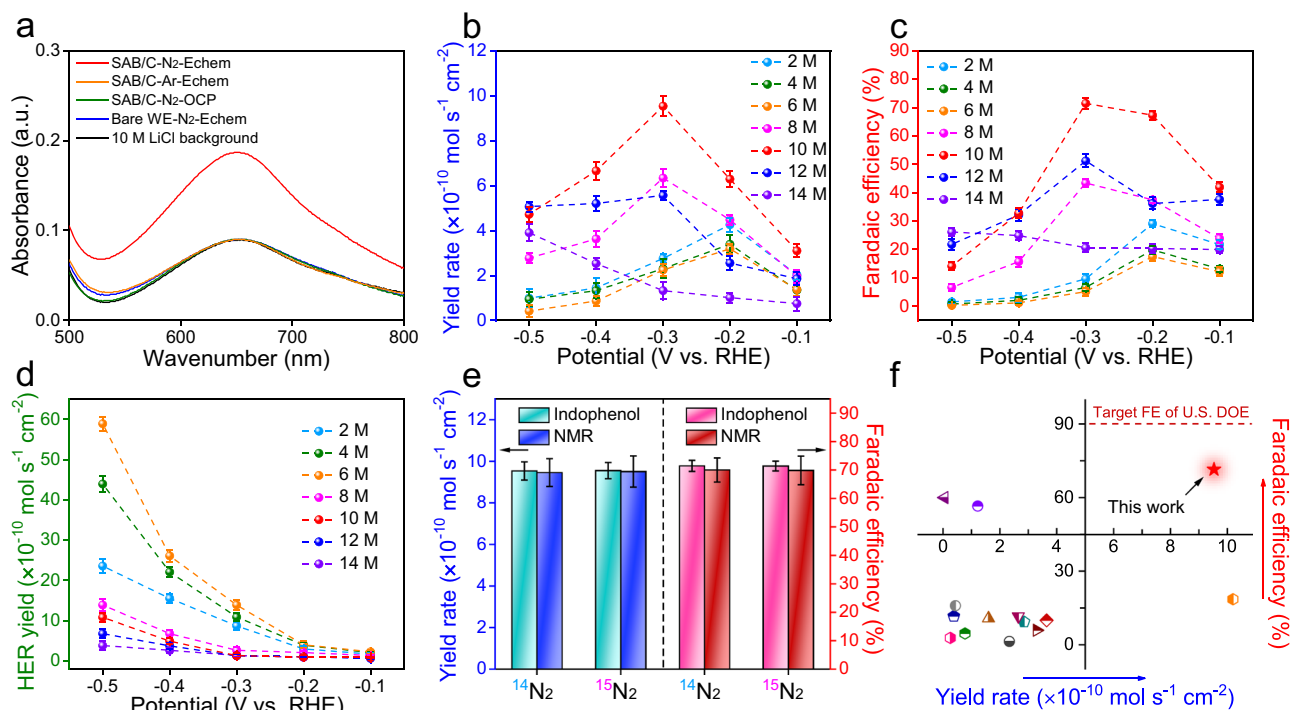 a
0.3
0.2
0.1
0.0
Absorbance (a.u.)
SAB/C-N₂-Echem
SAB/C-Ar-Echem
SAB/C-N₂-OCP
Bare WE-N₂-Echem
10 M LiCl background
500 600 700 800
Wavenumber (nm)
b
12
10
8
6
4
2
0
Yield rate (×10⁻¹⁰ mol s⁻¹ cm⁻²)
2 M
4 M
6 M
8 M
10 M
12 M
14 M
-0.5 -0.4 -0.3 -0.2 -0.1
Potential (V vs. RHE)
c
90
80
70
60
50
40
30
20
10
0
Faradaic efficiency (%)
2 M
4 M
6 M
8 M
10 M
12 M
14 M
-0.5 -0.4 -0.3 -0.2 -0.1
Potential (V vs. RHE)
d
60
50
40
30
20
10
0
HER yield (×10⁻¹⁰ mol s⁻¹ cm⁻²)
2 M
4 M
6 M
8 M
10 M
12 M
14 M
-0.5 -0.4 -0.3 -0.2 -0.1
Potential (V vs. RHE)
e
12
10
8
6
4
2
0
Yield rate (×10⁻¹⁰ mol s⁻¹ cm⁻²)
Indophenol
NMR
Indophenol
NMR
90
80
70
60
50
40
30
20
10
0
Faradaic efficiency (%)
¹⁴N₂ ¹⁵N₂ ¹⁴N₂ ¹⁵N₂
f
Target FE of U.S. DOE
90
60
This work
0 2 4 6 8 10
30
0
Faradaic efficiency (%)
Yield rate (×10⁻¹⁰ mol s⁻¹ cm⁻²)